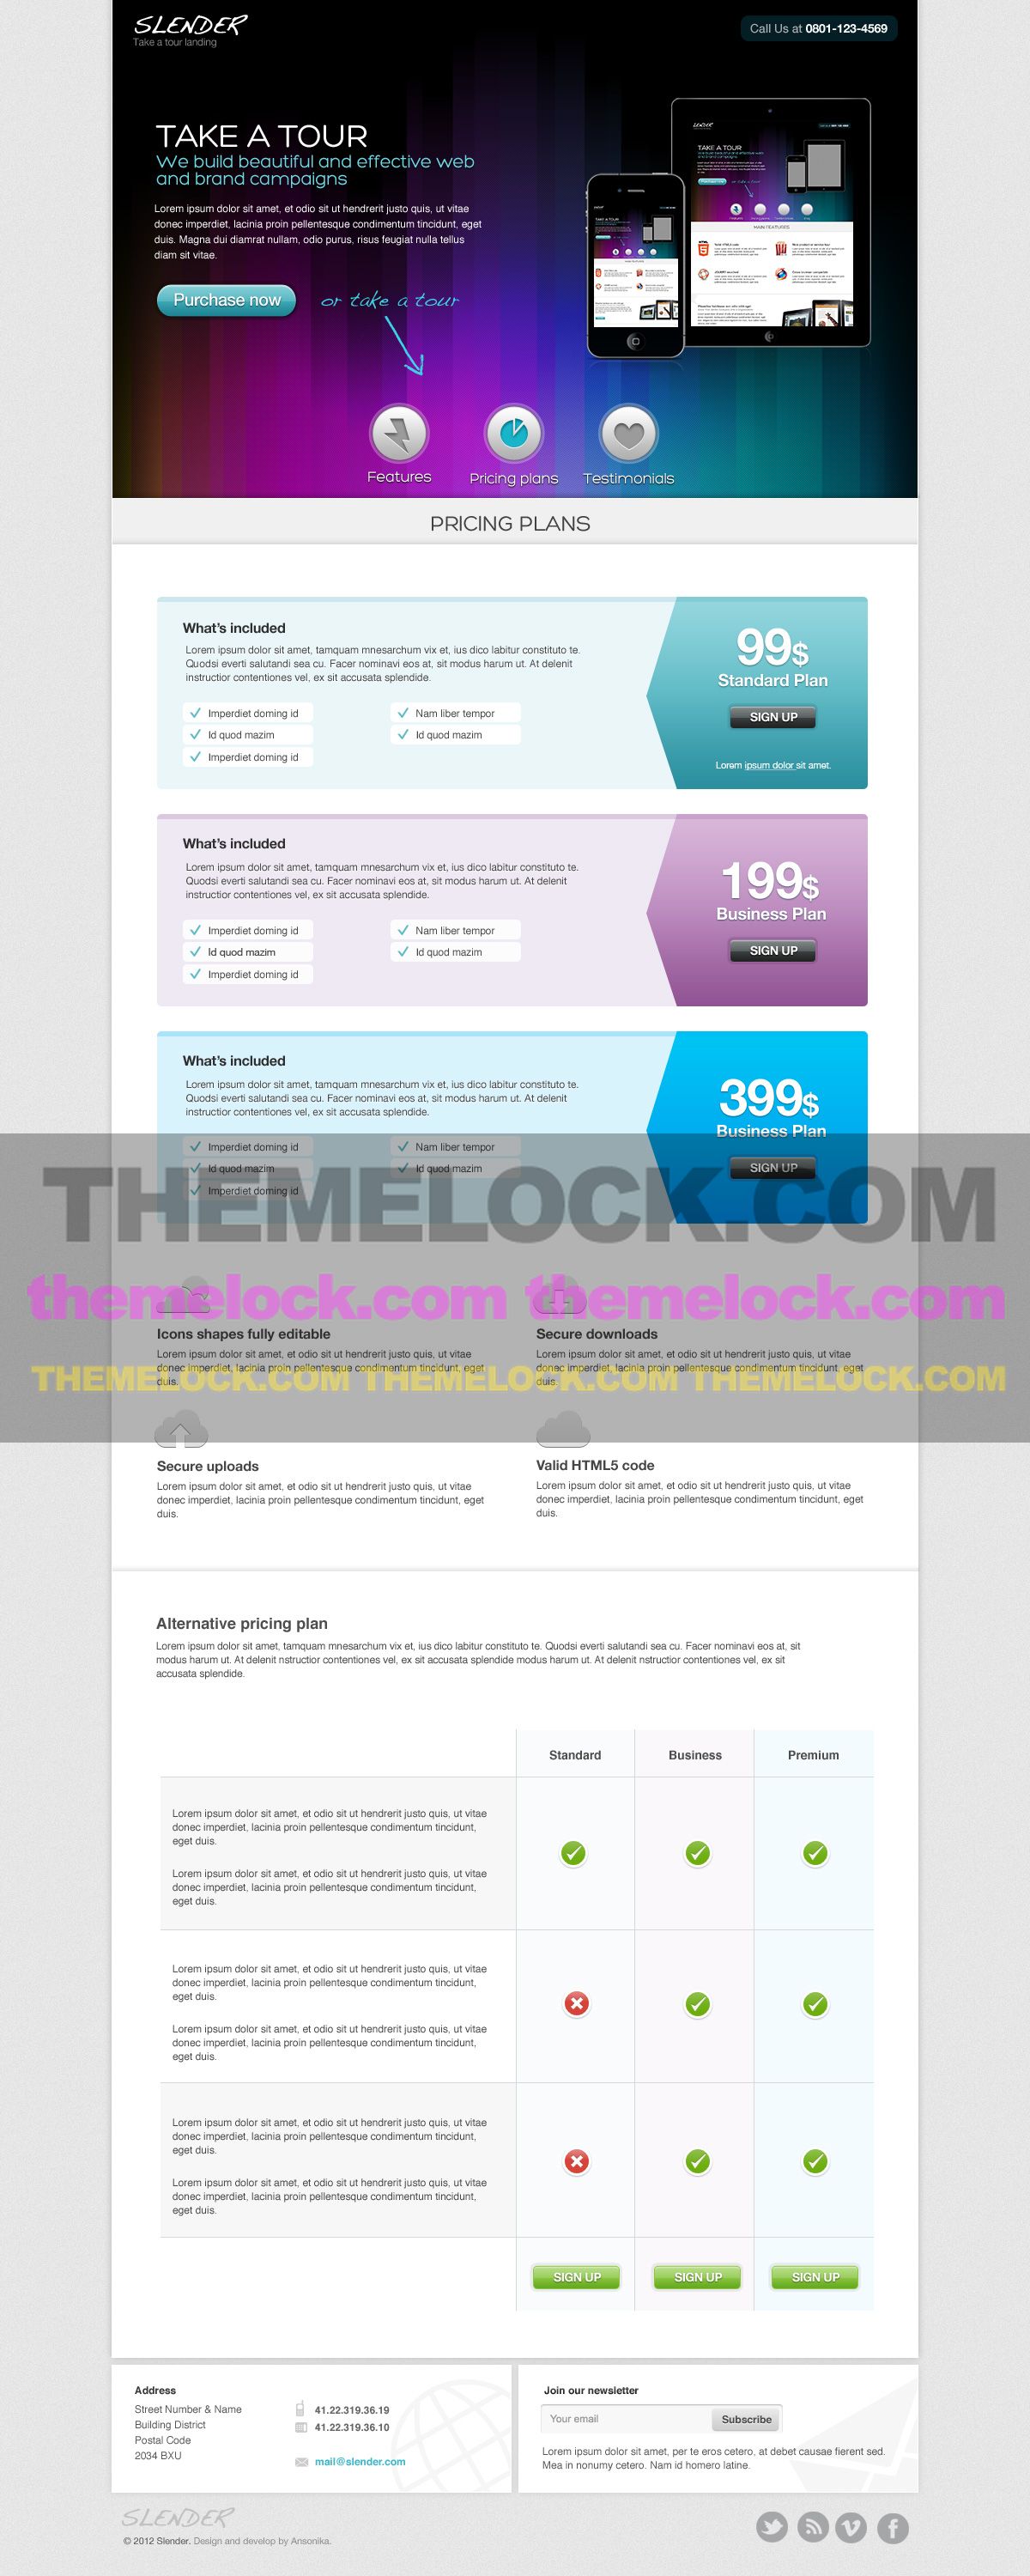 SLENDER
Take a tour landing
Call Us at 0801-123-4569
TAKE A TOUR
We build beautiful and effective web
and brand campaigns
Lorem ipsum dolor sit amet, et odio sit ut hendrerit justo quis, ut vitae
donec imperdiet, lacinia proin pellentesque condimentum tincidunt, eget
duis. Magna dui diamrat nullam, odio purus, risus feugiat nulla tellus
diam sit vitae.
Purchase now
or take a tour
Features
Pricing plans
Testimonials
PRICING PLANS
What's included
Lorem ipsum dolor sit amet, tamquam mnesarchum vix et, ius dico labitur constituto te.
Quodsi everti salutandi sea cu. Facer nominavi eos at, sit modus harum ut. At delenit
instructior contentiones vel, ex sit accusata splendide.
Imperdiet doming id
Nam liber tempor
Id quod mazim
Id quod mazim
Imperdiet doming id
99$
Standard Plan
SIGN UP
Lorem ipsum dolor sit amet.
What's included
Lorem ipsum dolor sit amet, tamquam mnesarchum vix et, ius dico labitur constituto te.
Quodsi everti salutandi sea cu. Facer nominavi eos at, sit modus harum ut. At delenit
instructior contentiones vel, ex sit accusata splendide.
Imperdiet doming id
Nam liber tempor
Id quod mazim
Id quod mazim
Imperdiet doming id
199$
Business Plan
SIGN UP
What's included
Lorem ipsum dolor sit amet, tamquam mnesarchum vix et, ius dico labitur constituto te.
Quodsi everti salutandi sea cu. Facer nominavi eos at, sit modus harum ut. At delenit
instructior contentiones vel, ex sit accusata splendide.
Imperdiet doming id
Nam liber tempor
Id quod mazim
Id quod mazim
Imperdiet doming id
399$
Business Plan
SIGN UP
THEMELOCK.COM
themelock.com themelock.com
Icons shapes fully editable
Lorem ipsum dolor sit amet, et odio sit ut hendrerit justo quis, ut vitae
donec imperdiet, lacinia proin pellentesque condimentum tincidunt, eget
duis.
Secure downloads
Lorem ipsum dolor sit amet, et odio sit ut hendrerit justo quis, ut vitae
donec imperdiet, lacinia proin pellentesque condimentum tincidunt, eget
duis.
THEMELOCK.COM THEMELOCK.COM THEMELOCK.COM
Secure uploads
Lorem ipsum dolor sit amet, et odio sit ut hendrerit justo quis, ut vitae
donec imperdiet, lacinia proin pellentesque condimentum tincidunt, eget
duis.
Valid HTML5 code
Lorem ipsum dolor sit amet, et odio sit ut hendrerit justo quis, ut vitae
donec imperdiet, lacinia proin pellentesque condimentum tincidunt, eget
duis.
Alternative pricing plan
Lorem ipsum dolor sit amet, tamquam mnesarchum vix et, ius dico labitur constituto te. Quodsi everti salutandi sea cu. Facer nominavi eos at, sit
modus harum ut. At delenit nstructior contentiones vel, ex sit accusata splendide modus harum ut. At delenit nstructior contentiones vel, ex sit
accusata splendide.
Standard
Business
Premium
Lorem ipsum dolor sit amet, et odio sit ut hendrerit justo quis, ut vitae
donec imperdiet, lacinia proin pellentesque condimentum tincidunt,
eget duis.
Lorem ipsum dolor sit amet, et odio sit ut hendrerit justo quis, ut vitae
donec imperdiet, lacinia proin pellentesque condimentum tincidunt,
eget duis.
Lorem ipsum dolor sit amet, et odio sit ut hendrerit justo quis, ut vitae
donec imperdiet, lacinia proin pellentesque condimentum tincidunt,
eget duis.
Lorem ipsum dolor sit amet, et odio sit ut hendrerit justo quis, ut vitae
donec imperdiet, lacinia proin pellentesque condimentum tincidunt,
eget duis.
Lorem ipsum dolor sit amet, et odio sit ut hendrerit justo quis, ut vitae
donec imperdiet, lacinia proin pellentesque condimentum tincidunt,
eget duis.
Lorem ipsum dolor sit amet, et odio sit ut hendrerit justo quis, ut vitae
donec imperdiet, lacinia proin pellentesque condimentum tincidunt,
eget duis.
SIGN UP
SIGN UP
SIGN UP
Address
Street Number & Name
Building District
Postal Code
2034 BXU
41.22.319.36.19
41.22.319.36.10
mail@slender.com
Join our newsletter
Your email
Subscribe
Lorem ipsum dolor sit amet, per te eros cetero, at debet causae fierent sed.
Mea in nonumy cetero. Nam id homero latine.
SLENDER
© 2012 Slender. Design and develop by Ansonika.